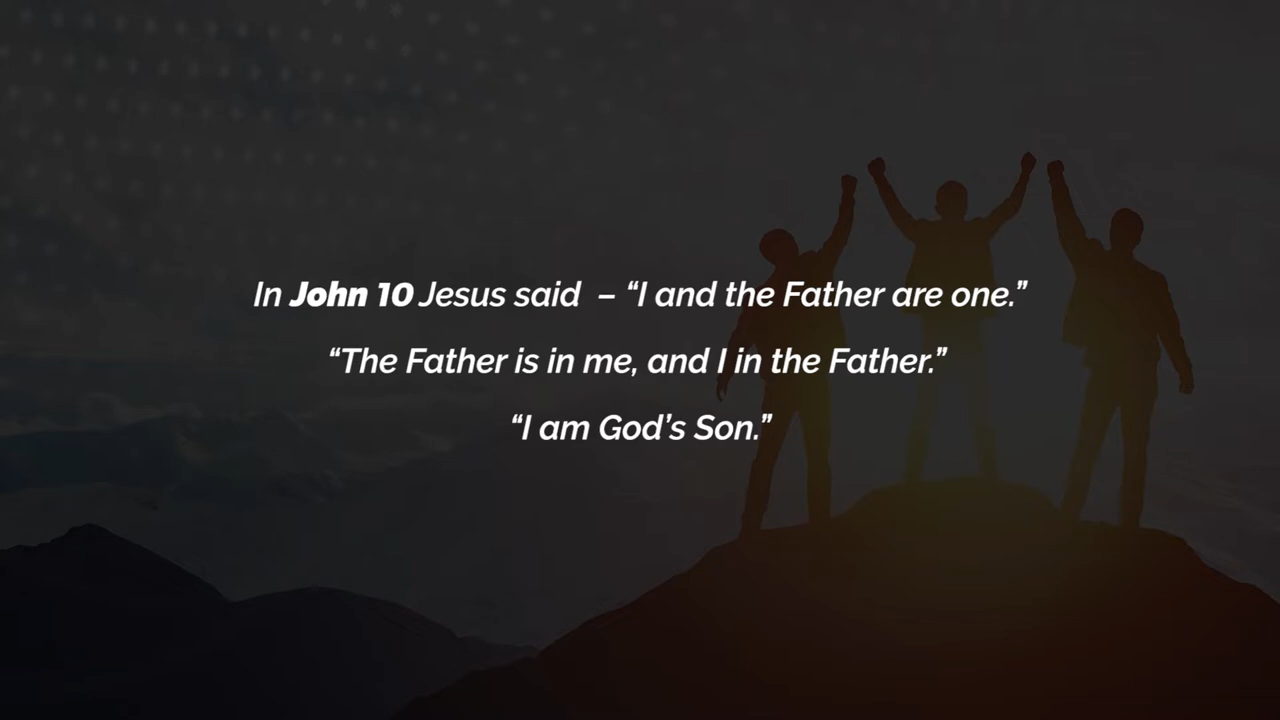 In John 10 Jesus said – “I and the Father are one.”
“The Father is in me, and I in the Father.”
“I am God’s Son.”